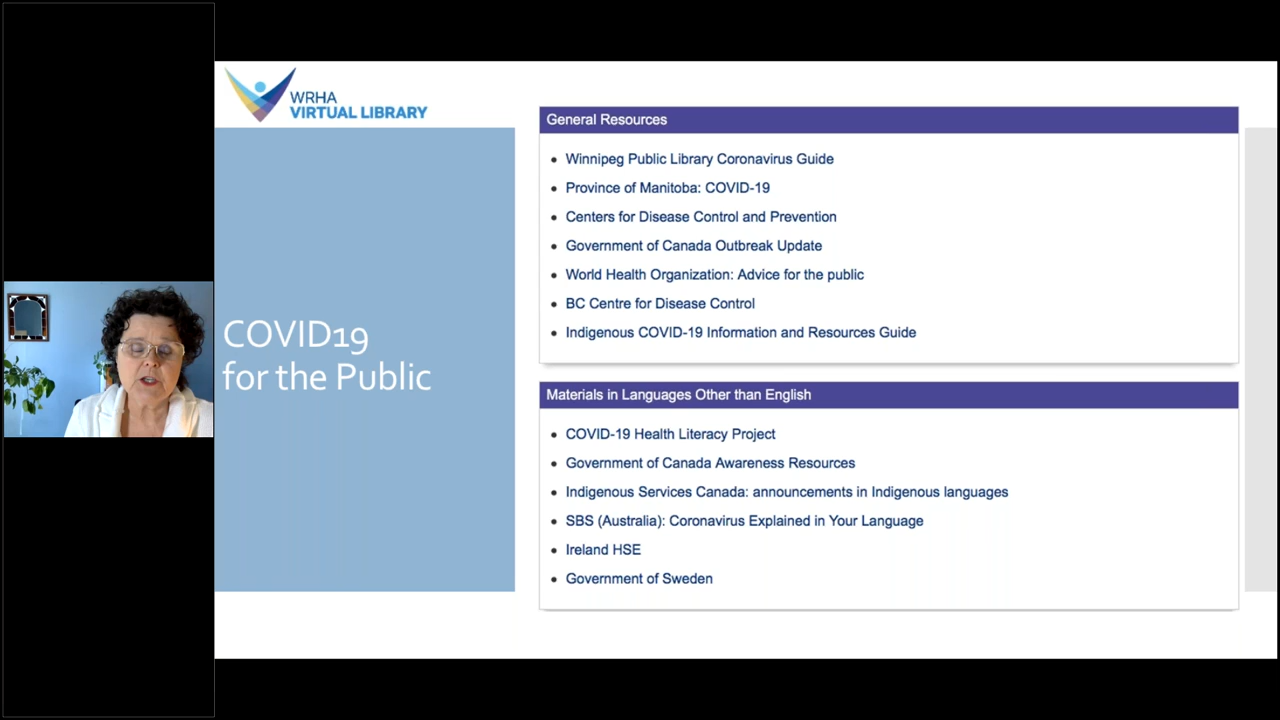 WRHA
VIRTUAL LIBRARY
COVID19
for the Public
General Resources
• Winnipeg Public Library Coronavirus Guide
• Province of Manitoba: COVID-19
• Centers for Disease Control and Prevention
• Government of Canada Outbreak Update
• World Health Organization: Advice for the public
• BC Centre for Disease Control
• Indigenous COVID-19 Information and Resources Guide
Materials in Languages Other than English
• COVID-19 Health Literacy Project
• Government of Canada Awareness Resources
• Indigenous Services Canada: announcements in Indigenous languages
• SBS (Australia): Coronavirus Explained in Your Language
• Ireland HSE
• Government of Sweden